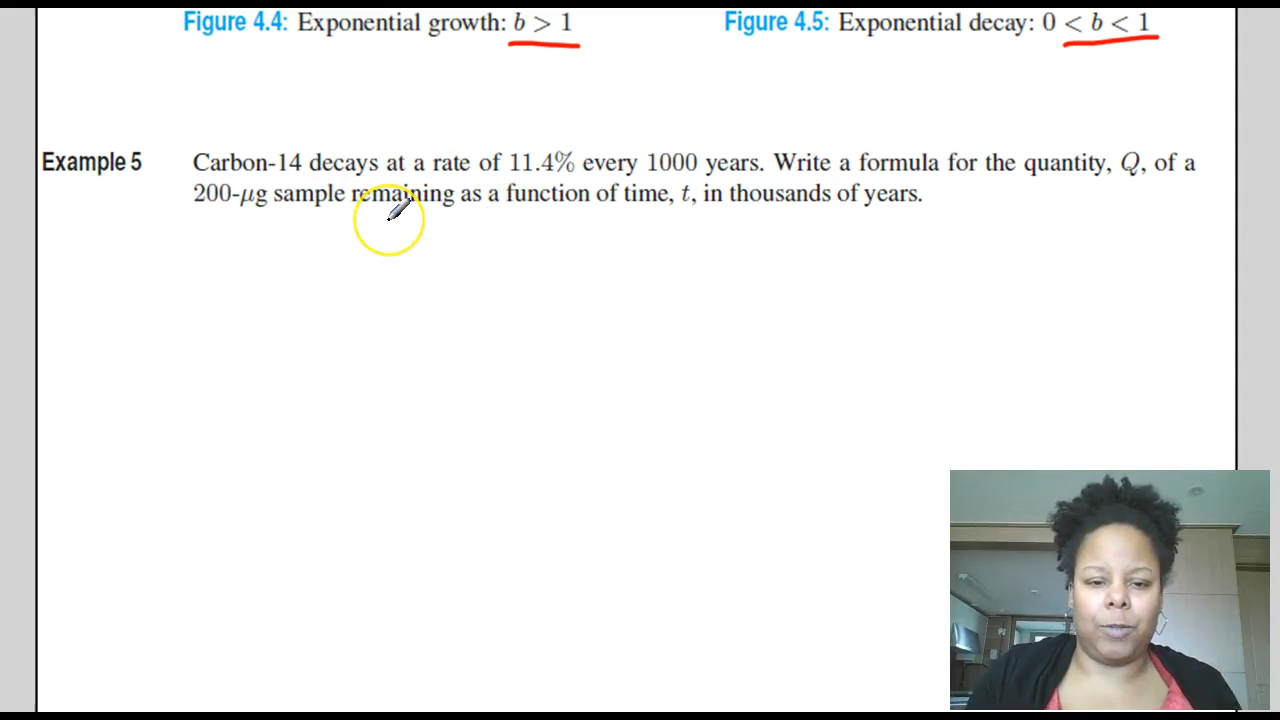 Figure 4.4: Exponential growth: b > 1
Figure 4.5: Exponential decay: 0 < b < 1
Example 5
Carbon-14 decays at a rate of 11.4% every 1000 years. Write a formula for the quantity, Q, of a
200-μg sample remaining as a function of time, t, in thousands of years.